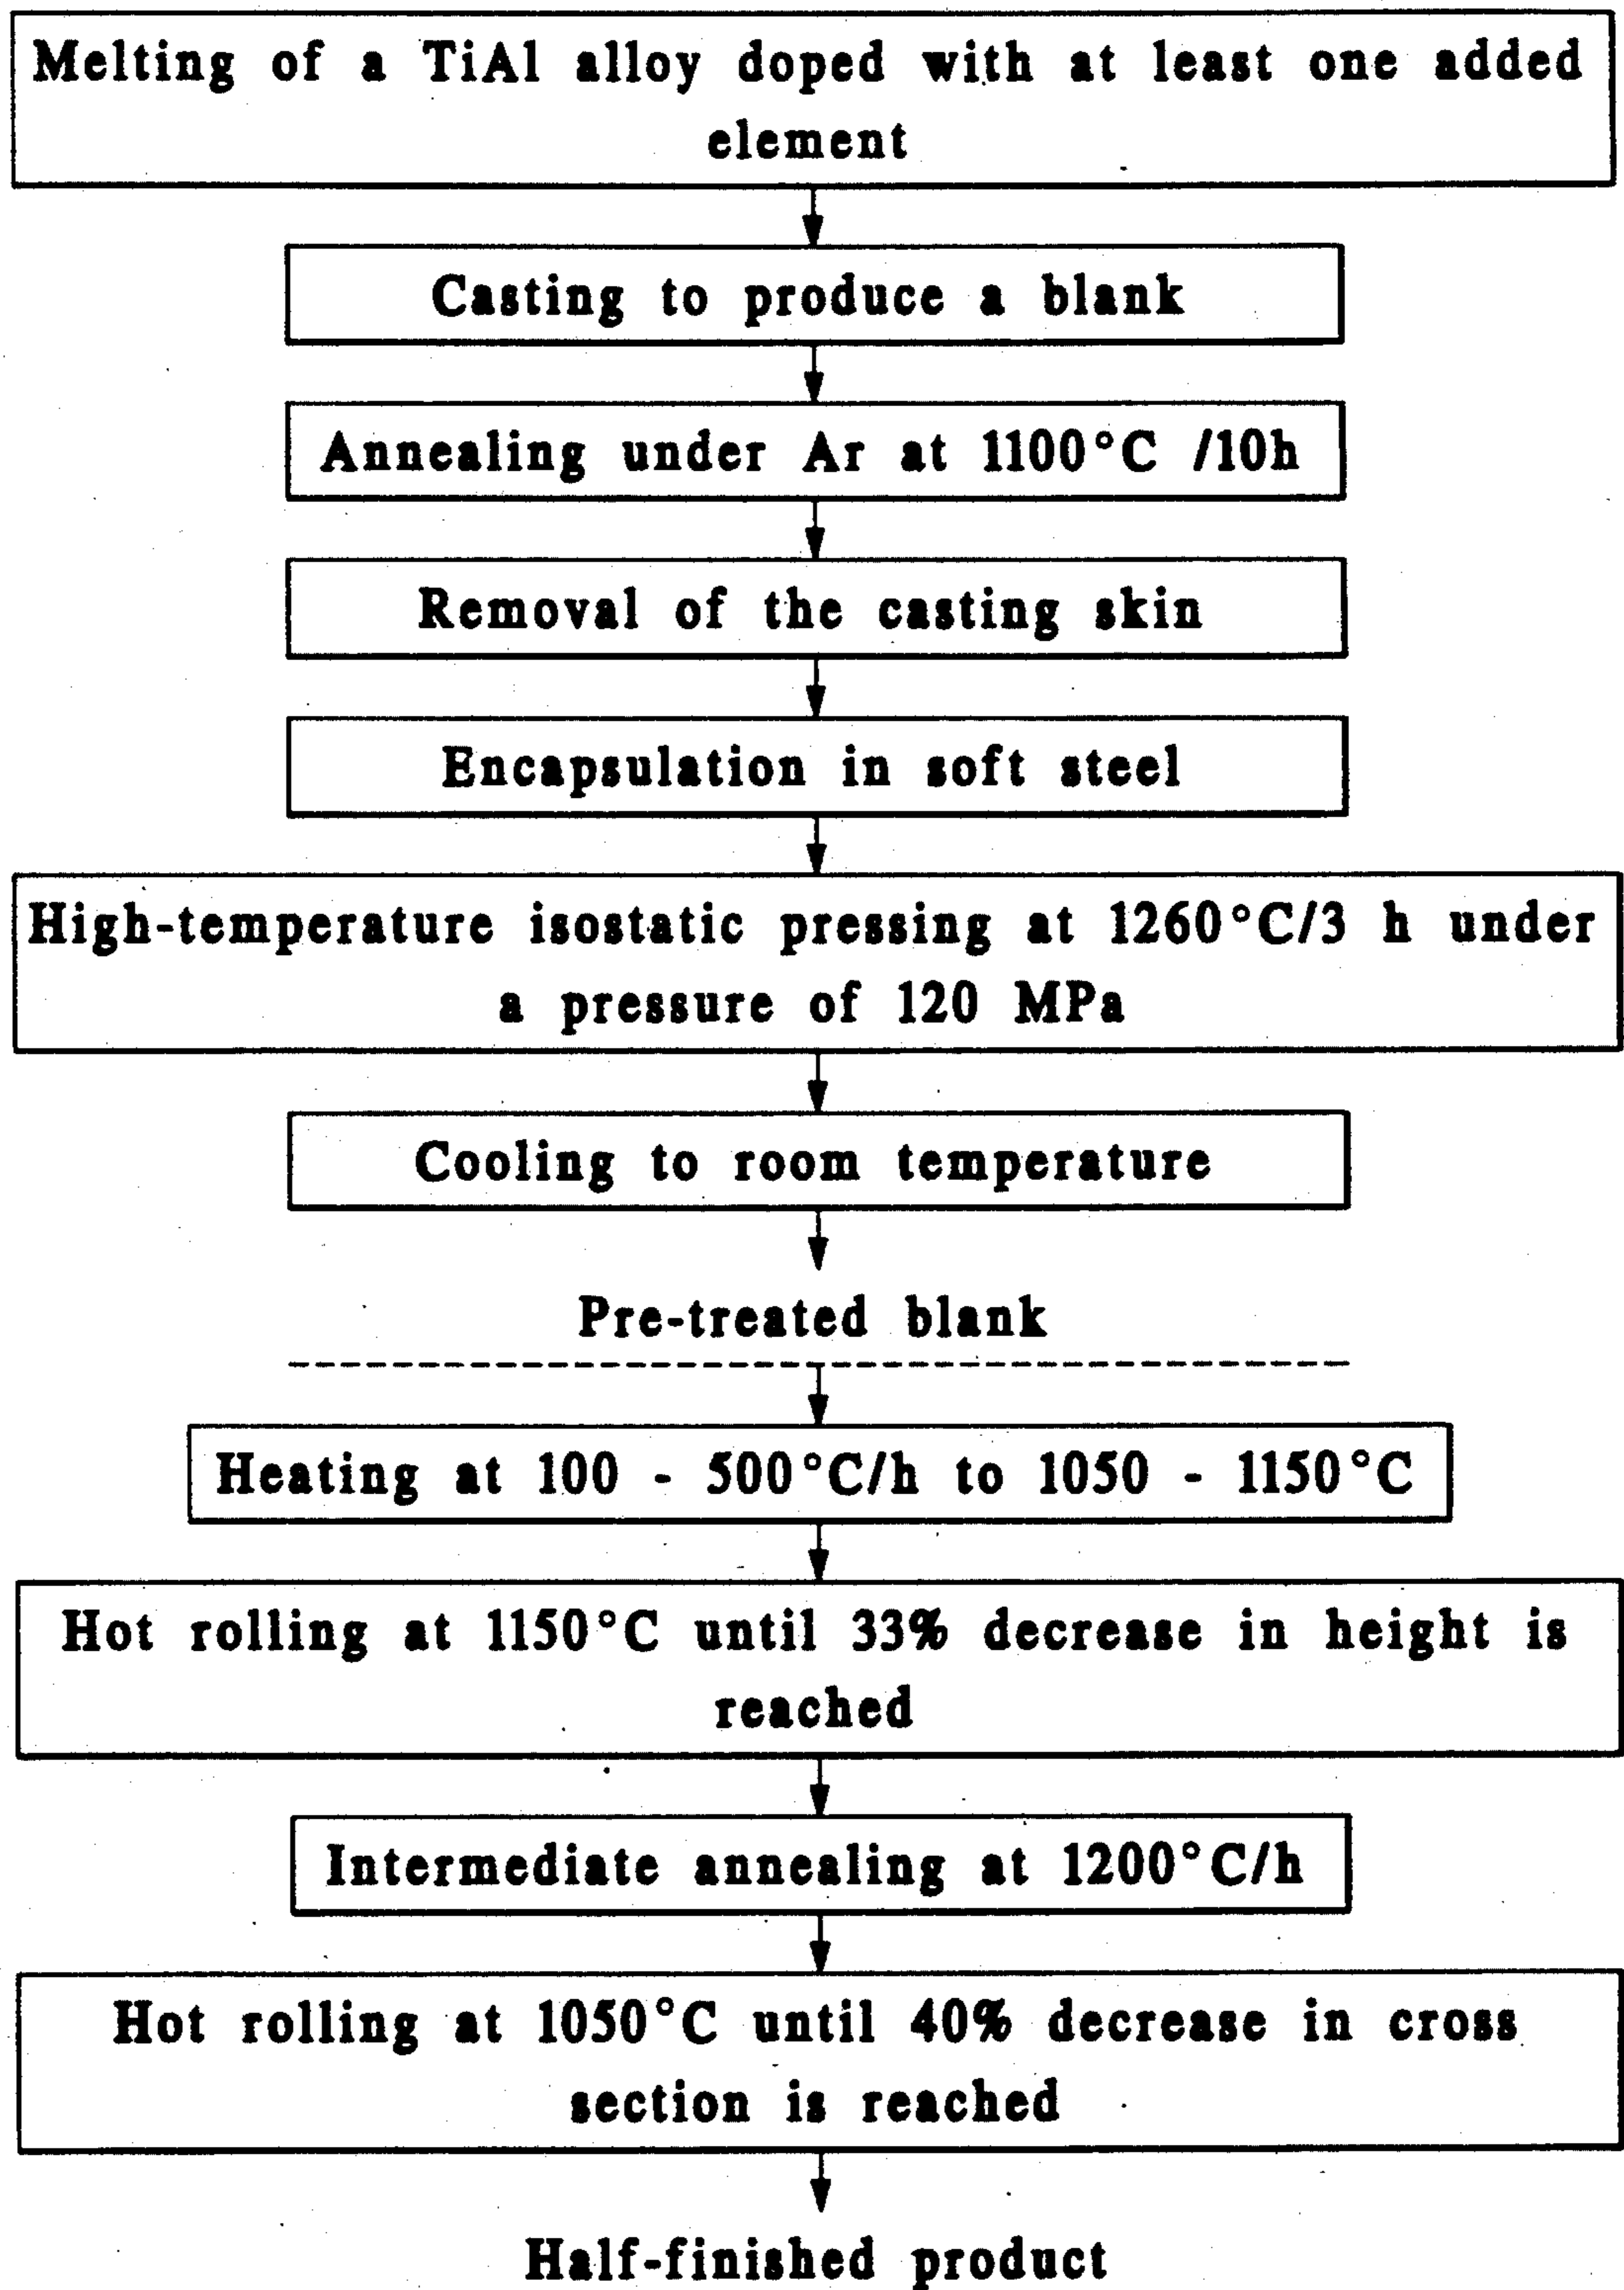 Melting of a TiAl alloy doped with at least one added
element
Casting to produce a blank
Annealing under Ar at 1100°C /10h
Removal of the casting skin
Encapsulation in soft steel
High-temperature isostatic pressing at 1260°C/3 h under
a pressure of 120 MPa
Cooling to room temperature
Pre-treated blank
Heating at 100 - 500°C/h to 1050 - 1150°C
Hot rolling at 1150°C until 33% decrease in height is
reached
Intermediate annealing at 1200°C/h
Hot rolling at 1050°C until 40% decrease in cross
section is reached
Half-finished product